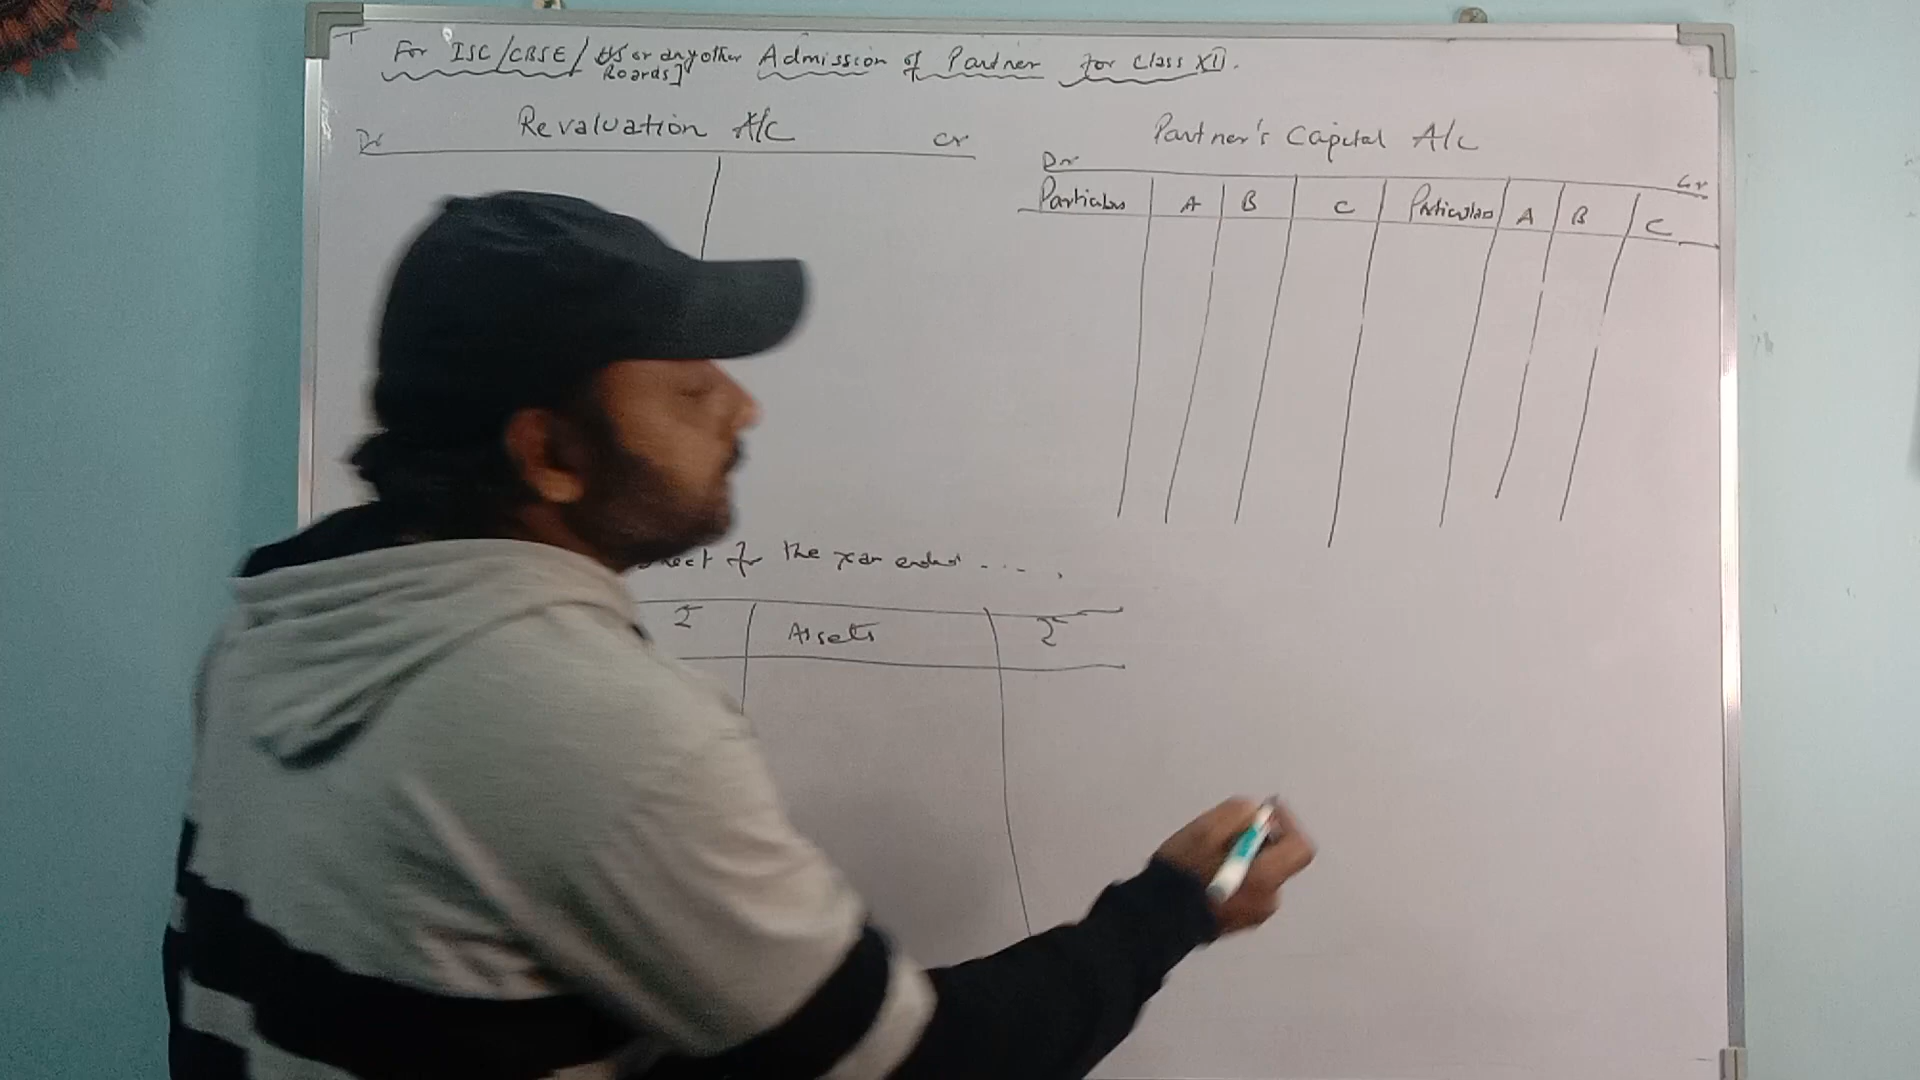 For ISC/CBSE/ HS or any other Admission of Partner for Class XII.
Boards]
Revaluation A/c
Dr
Cr
Partner's Capital A/c
Dr
Cr
Particulars A B C Particulars A B C
for the year ended ....
₹ Assets ₹